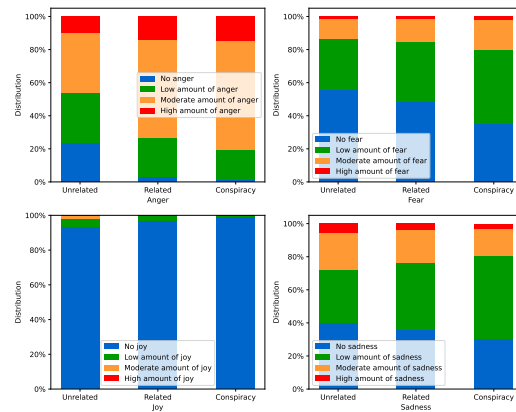 100%
80%
60%
40%
20%
0%
Distribution
No anger
Low amount of anger
Moderate amount of anger
High amount of anger
Unrelated
Related
Conspiracy
Anger
100%
80%
60%
40%
20%
0%
Distribution
No fear
Low amount of fear
Moderate amount of fear
High amount of fear
Unrelated
Related
Conspiracy
Fear
100%
80%
60%
40%
20%
0%
Distribution
No joy
Low amount of joy
Moderate amount of joy
High amount of joy
Unrelated
Related
Conspiracy
Joy
100%
80%
60%
40%
20%
0%
Distribution
No sadness
Low amount of sadness
Moderate amount of sadness
High amount of sadness
Unrelated
Related
Conspiracy
Sadness